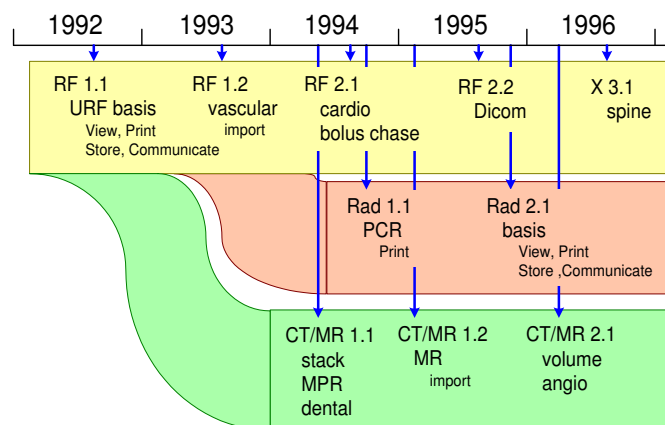 1992 1993 1994 1995 1996
RF 1.1
URF basis
View, Print
Store, Communicate
RF 1.2
vascular
import
RF 2.1
cardio
bolus chase
RF 2.2
Dicom
X 3.1
spine
Rad 1.1
PCR
Print
Rad 2.1
basis
View, Print
Store ,Communicate
CT/MR 1.1
stack
MPR
dental
CT/MR 1.2
MR
import
CT/MR 2.1
volume
angio